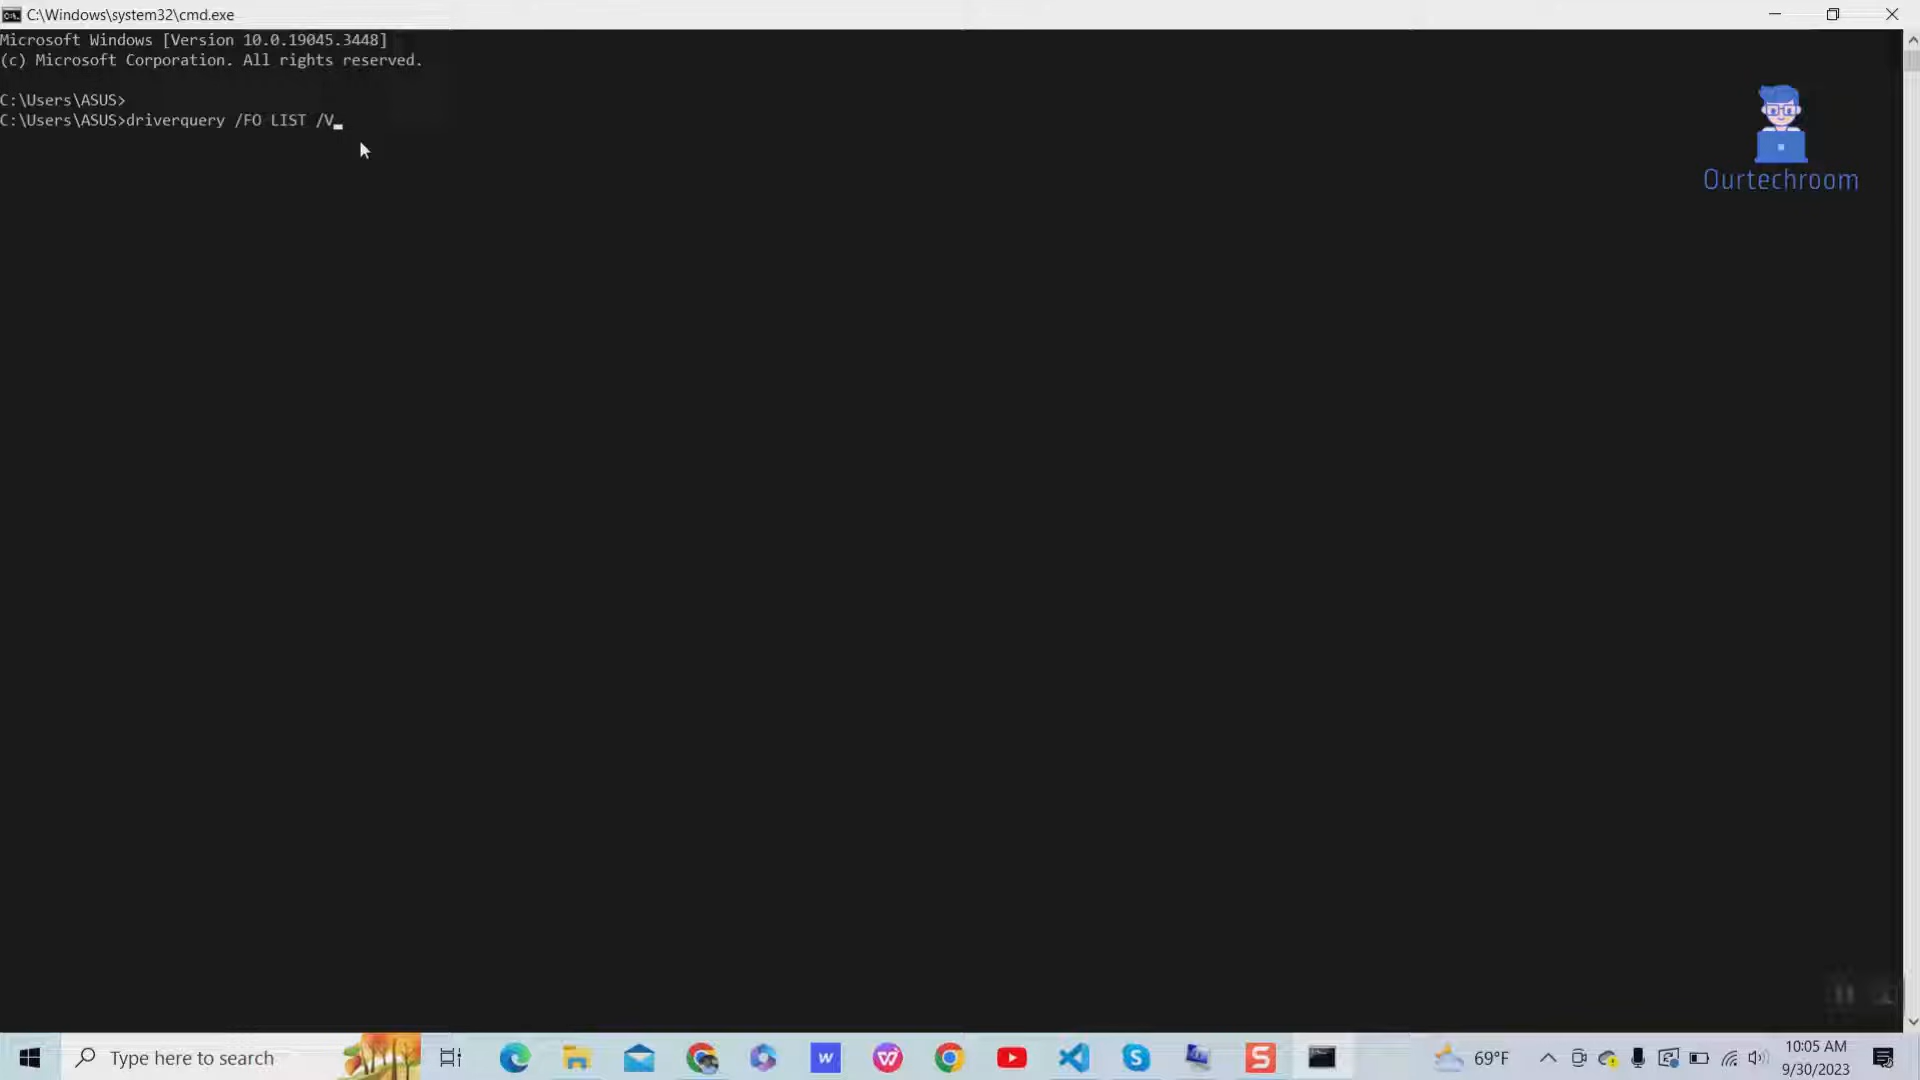 C:\Windows\system32\cmd.exe
Microsoft Windows [Version 10.0.19045.3448]
(c) Microsoft Corporation. All rights reserved.
C:\Users\ASUS>
C:\Users\ASUS>driverquery /FO LIST /V
Ourtechroom
Type here to search
69°F
10:05 AM
9/30/2023